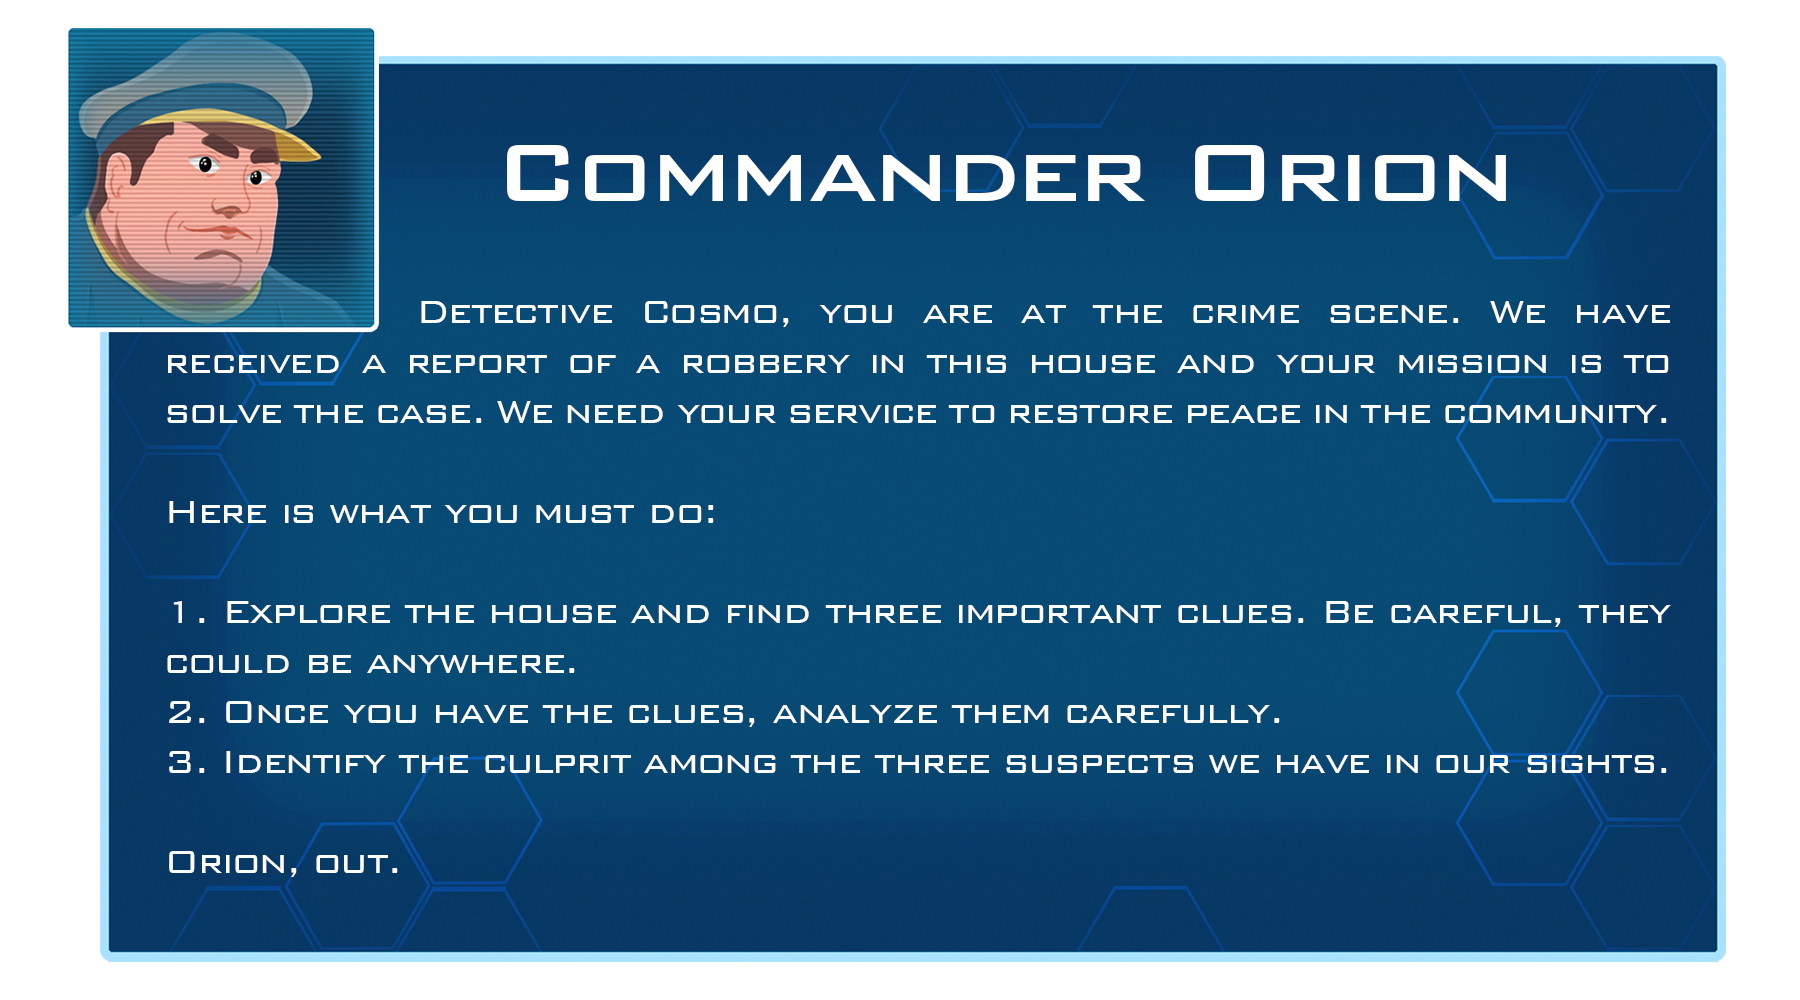 Commander Orion
Detective Cosmo, you are at the crime scene. We have
received a report of a robbery in this house and your mission is to
solve the case. We need your service to restore peace in the community.
Here is what you must do:
1. Explore the house and find three important clues. Be careful, they
could be anywhere.
2. Once you have the clues, analyze them carefully.
3. Identify the culprit among the three suspects we have in our sights.
Orion, out.